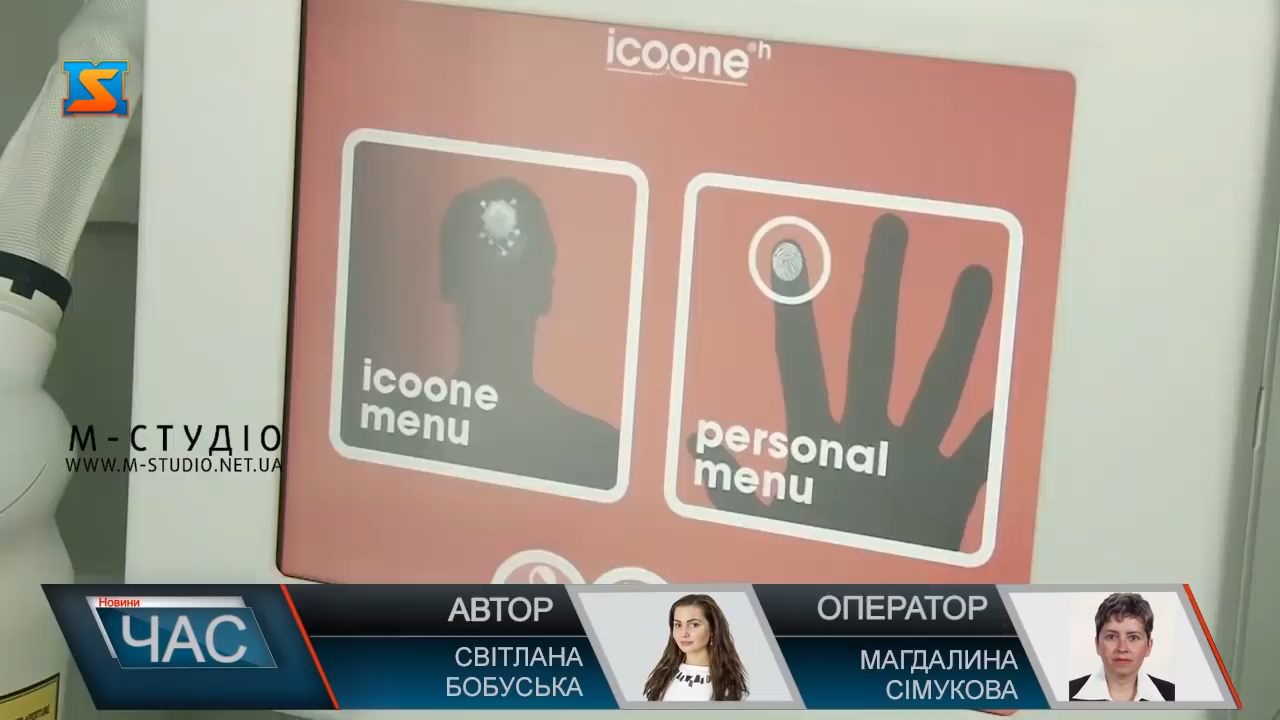 icoone®h
icoone
menu
personal
menu
М-СТУДІО
WWW.M-STUDIO.NET.UA
Новини
ЧАС
АВТОР
СВІТЛАНА
БОБУСЬКА
ОПЕРАТОР
МАГДАЛИНА
СІМУКОВА